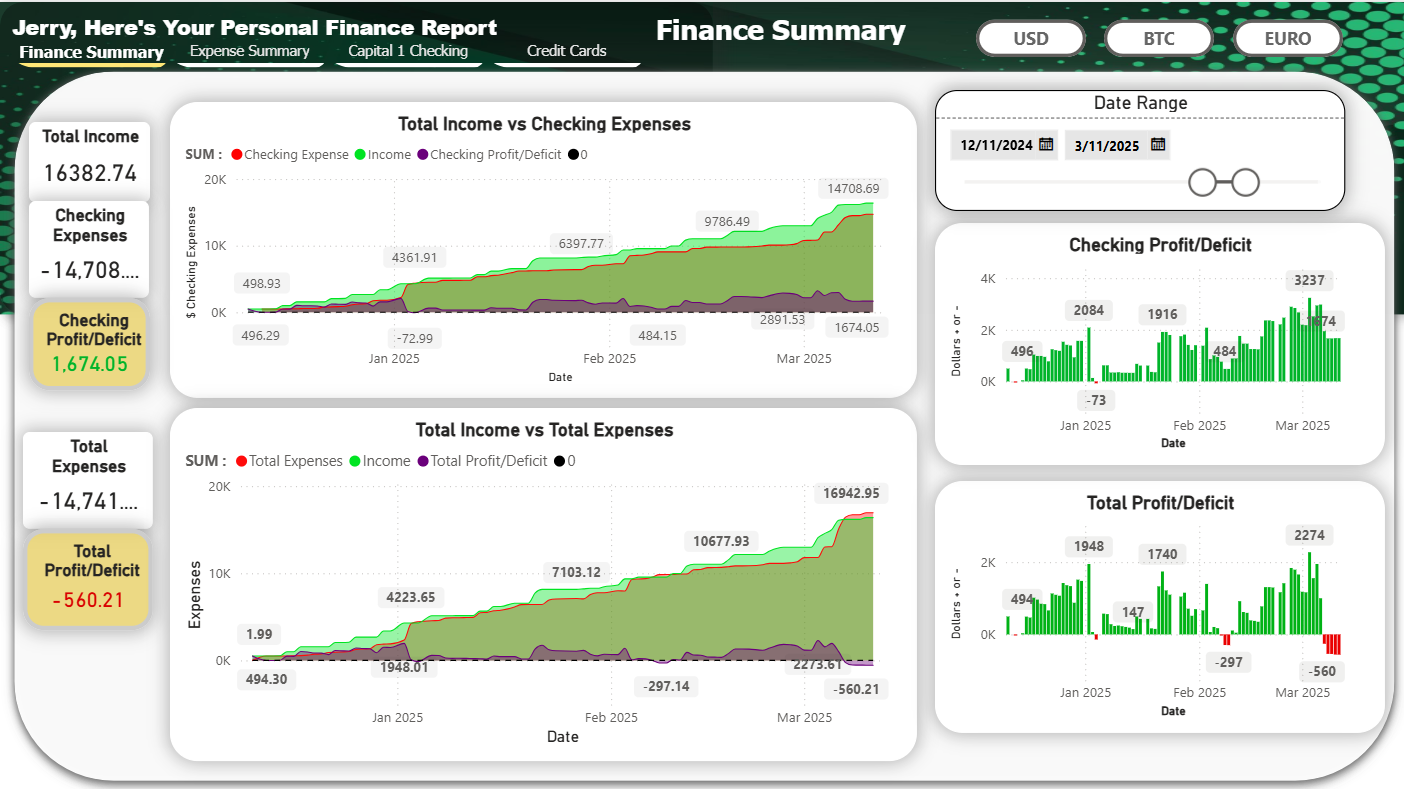 Jerry, Here's Your Personal Finance Report
Finance Summary
Expense Summary
Capital 1 Checking
Credit Cards
Finance Summary
USD
BTC
EURO
Total Income
16382.74
Checking
Expenses
-14,708....
Checking
Profit/Deficit
1,674.05
Total
Expenses
-14,741....
Total
Profit/Deficit
-560.21
Total Income vs Checking Expenses
SUM : Checking Expense Income Checking Profit/Deficit 0
$ Checking Expenses
20K
10K
0K
498.93
4361.91
6397.77
9786.49
14708.69
496.29
-72.99
484.15
2891.53
1674.05
Jan 2025
Feb 2025
Mar 2025
Date
Total Income vs Total Expenses
SUM : Total Expenses Income Total Profit/Deficit 0
Expenses
20K
10K
0K
1.99
4223.65
7103.12
10677.93
16942.95
494.30
1948.01
-297.14
2273.61
-560.21
Jan 2025
Feb 2025
Mar 2025
Date
Date Range
12/11/2024
3/11/2025
Checking Profit/Deficit
Dollars + or -
4K
2K
0K
496
2084
-73
1916
484
3237
1674
Jan 2025
Feb 2025
Mar 2025
Date
Total Profit/Deficit
Dollars + or -
2K
0K
494
1948
147
1740
-297
2274
-560
Jan 2025
Feb 2025
Mar 2025
Date